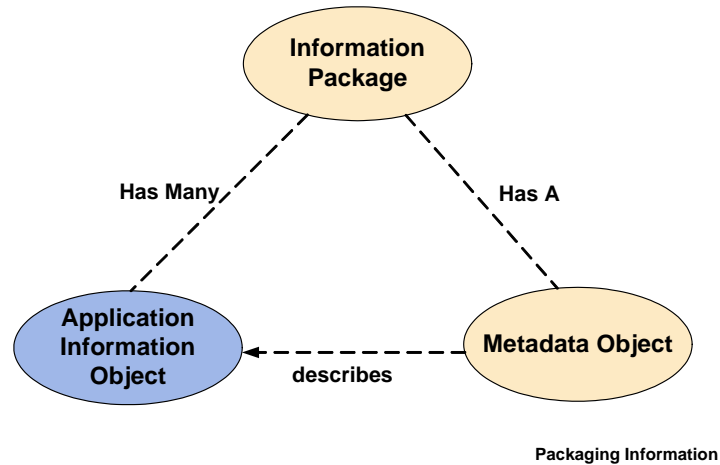 Information
Package
Has Many
Has A
Application
Information
Object
Metadata Object
describes
Packaging Information